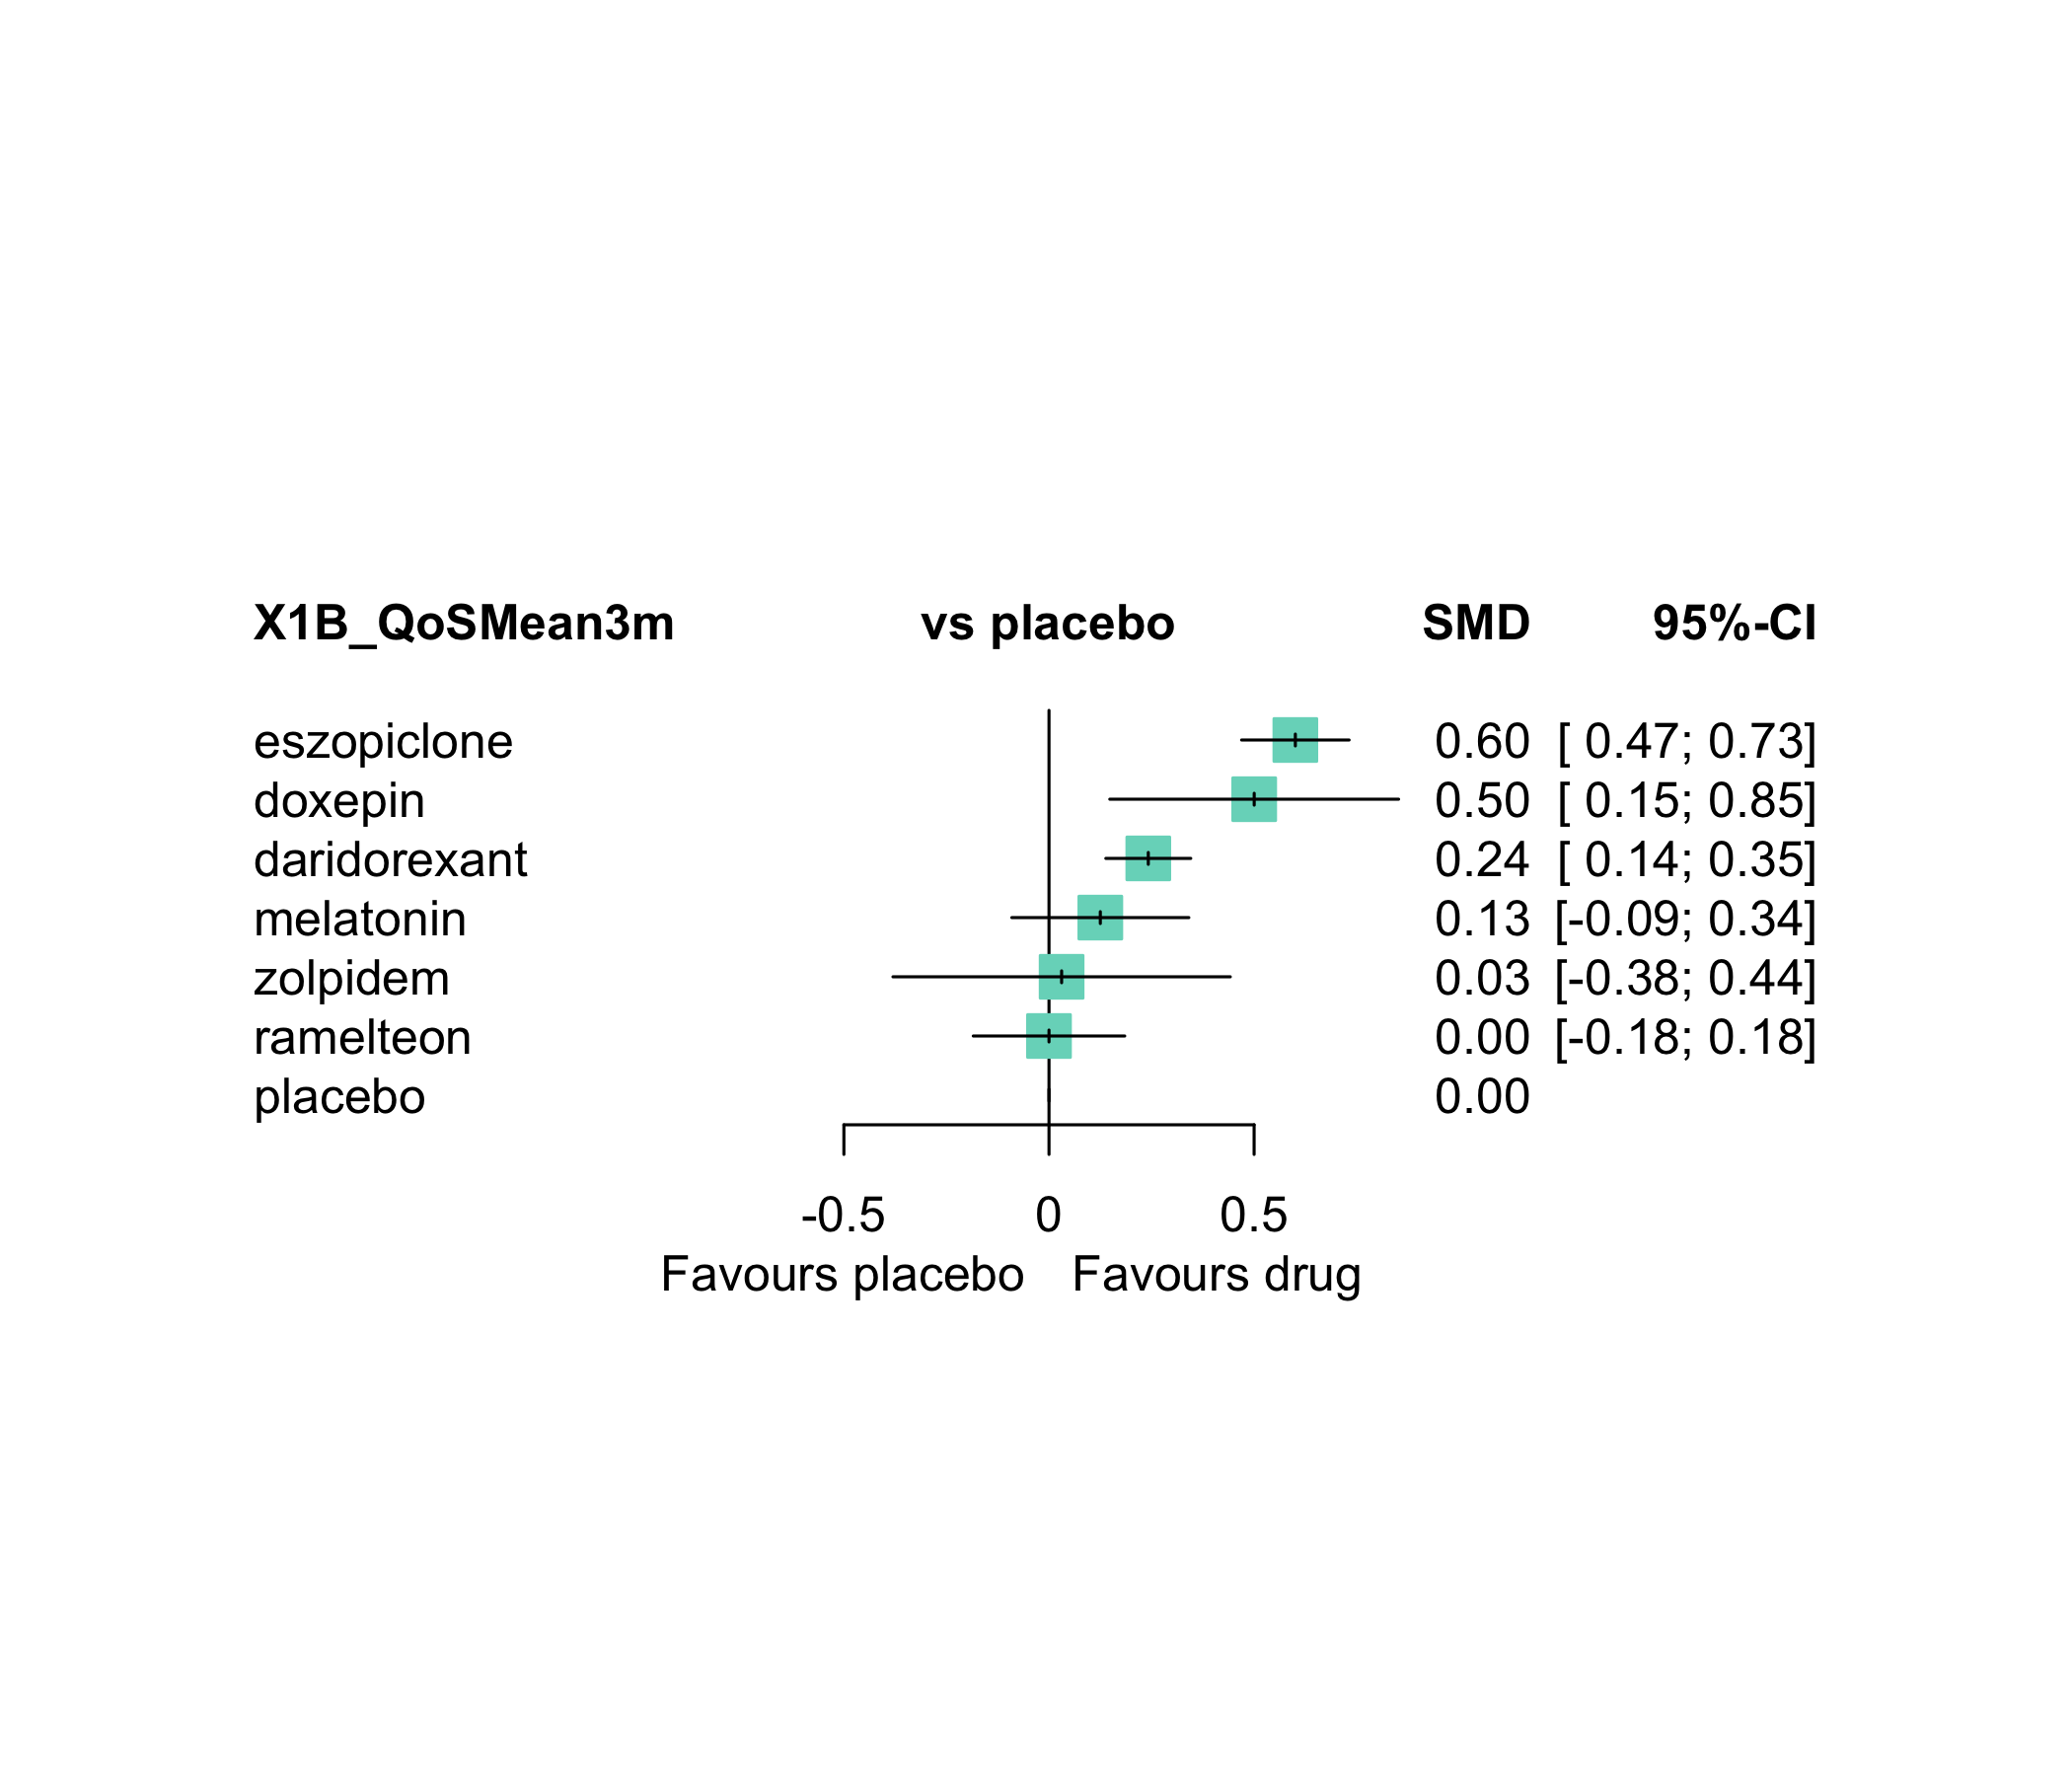 X1B_QoSMean3m vs placebo SMD 95%-CI
eszopiclone 0.60 [ 0.47; 0.73]
doxepin 0.50 [ 0.15; 0.85]
daridorexant 0.24 [ 0.14; 0.35]
melatonin 0.13 [-0.09; 0.34]
zolpidem 0.03 [-0.38; 0.44]
ramelteon 0.00 [-0.18; 0.18]
placebo 0.00
-0.5 0 0.5
Favours placebo Favours drug